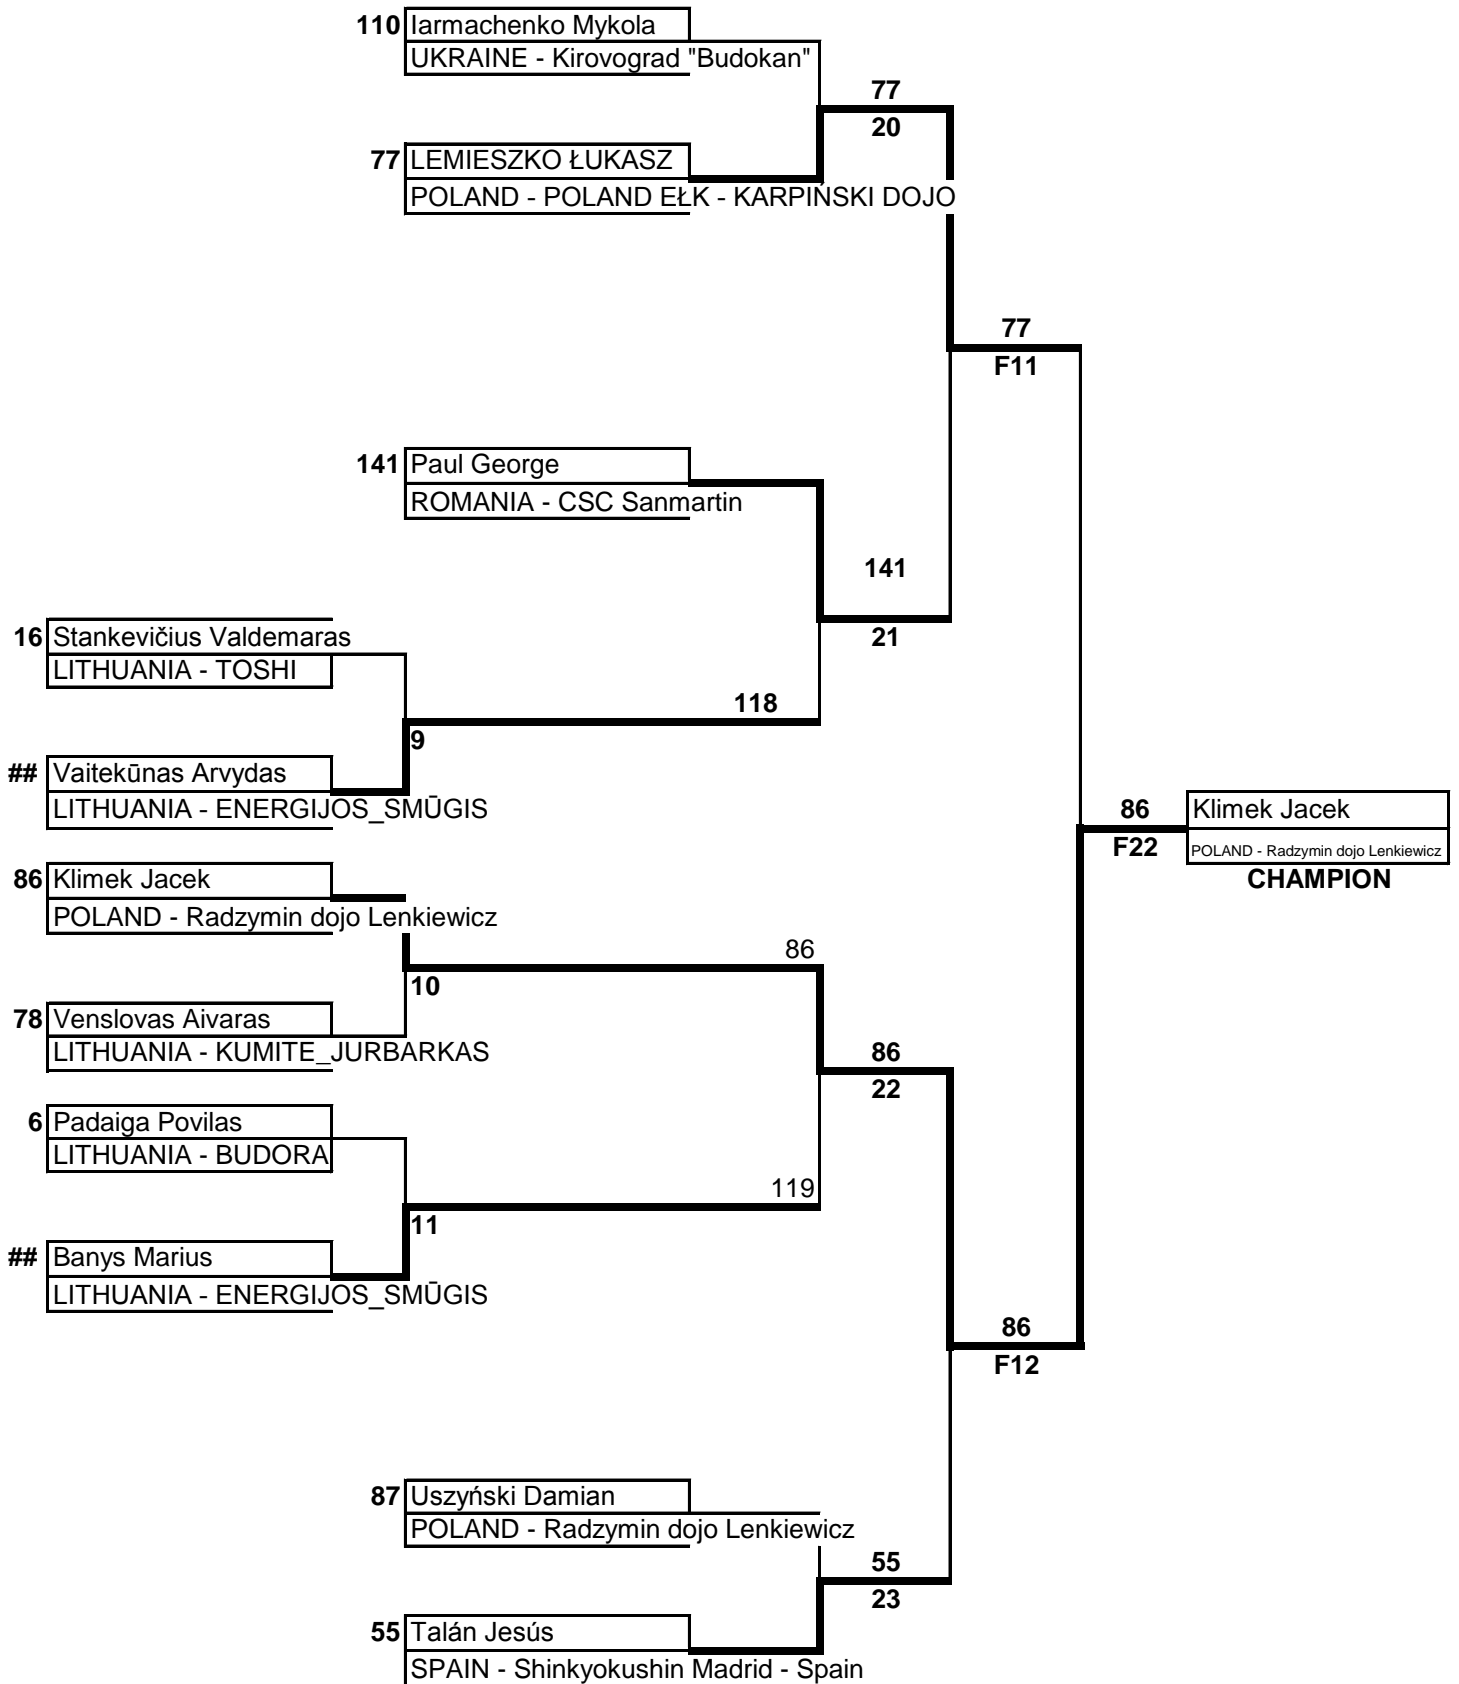 110 Iarmachenko Mykola
UKRAINE - Kirovograd "Budokan"
77
20
77 LEMIESZKO ŁUKASZ
POLAND - POLAND EŁK - KARPIŃSKI DOJO
77
F11
141 Paul George
ROMANIA - CSC Sanmartin
141
21
16 Stankevičius Valdemaras
LITHUANIA - TOSHI
118
9
## Vaitekūnas Arvydas
LITHUANIA - ENERGIJOS_SMŪGIS
86 Klimek Jacek
F22 POLAND - Radzymin dojo Lenkiewicz
CHAMPION
86 Klimek Jacek
POLAND - Radzymin dojo Lenkiewicz
86
10
78 Venslovas Aivaras
LITHUANIA - KUMITE_JURBARKAS
86
22
6 Padaiga Povilas
LITHUANIA - BUDORA
119
11
## Banys Marius
LITHUANIA - ENERGIJOS_SMŪGIS
86
F12
87 Uszyński Damian
POLAND - Radzymin dojo Lenkiewicz
55
23
55 Talán Jesús
SPAIN - Shinkyokushin Madrid - Spain